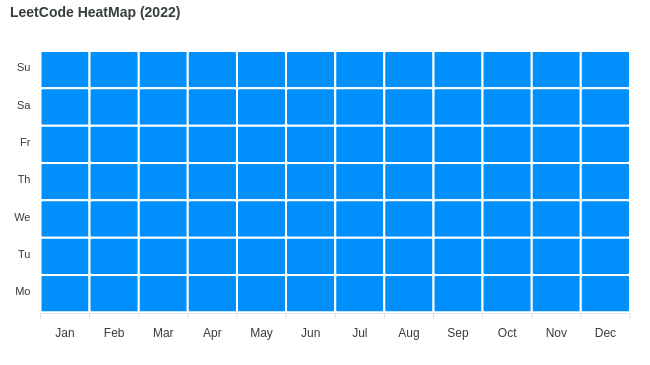 LeetCode HeatMap (2022)
Su
Sa
Fr
Th
We
Tu
Mo
Jan Feb Mar Apr May Jun Jul Aug Sep Oct Nov Dec